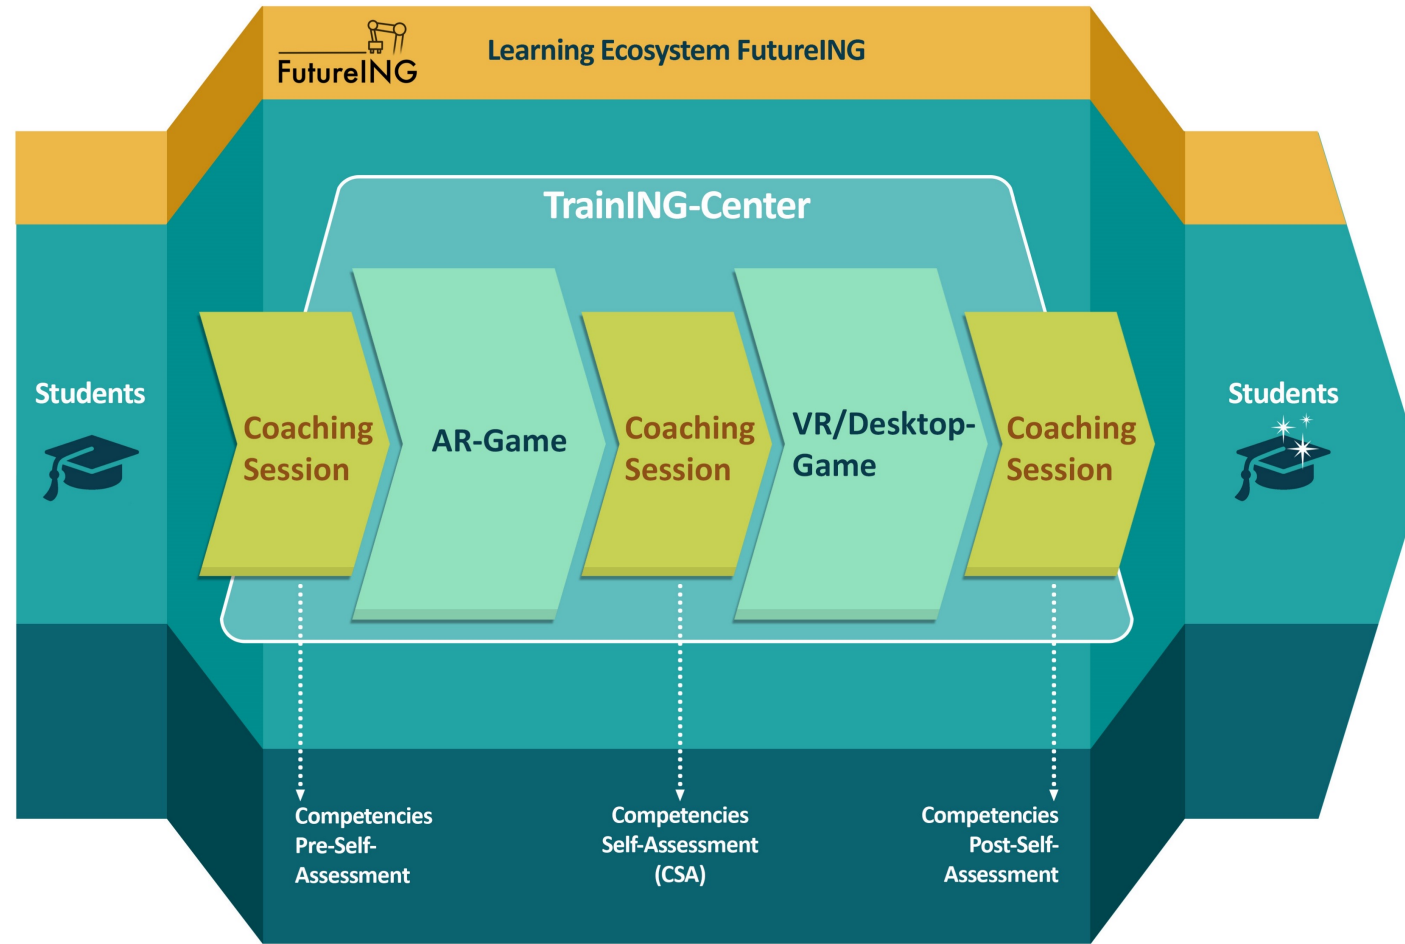 FutureING
Learning Ecosystem FutureING
TrainING-Center
Students
Coaching
Session
AR-Game
Coaching
Session
VR/Desktop-
Game
Coaching
Session
Students
Competencies
Pre-Self-
Assessment
Competencies
Self-Assessment
(CSA)
Competencies
Post-Self-
Assessment